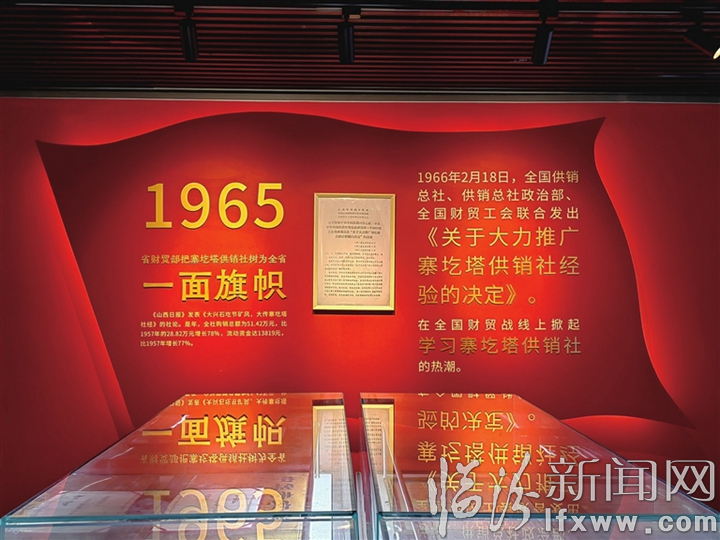 1965
省财贸部把寨圪塔供销社树为全省
一面旗帜
《山西日报》发表《大兴石圪节矿风，大作寨圪塔
社经》的社论。是年，全社购销总额为51.42万元，比
1957年的28.82万元增长78%，流动资金达13819元，
比1957年增长77%。
1966年2月18日，全国供销
总社、供销总社政治部、
全国财贸工会联合发出
《关于大力推广
寨圪塔供销社经
验的决定》。
在全国财贸战线上掀起
学习寨圪塔供销社
的热潮。
临汾新闻网
lfxww.com